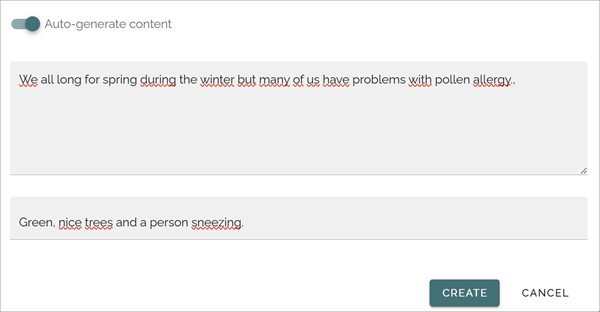 Auto-generate content
We all long for spring during the winter but many of us have problems with pollen allergy..
Green, nice trees and a person sneezing.
CREATE CANCEL